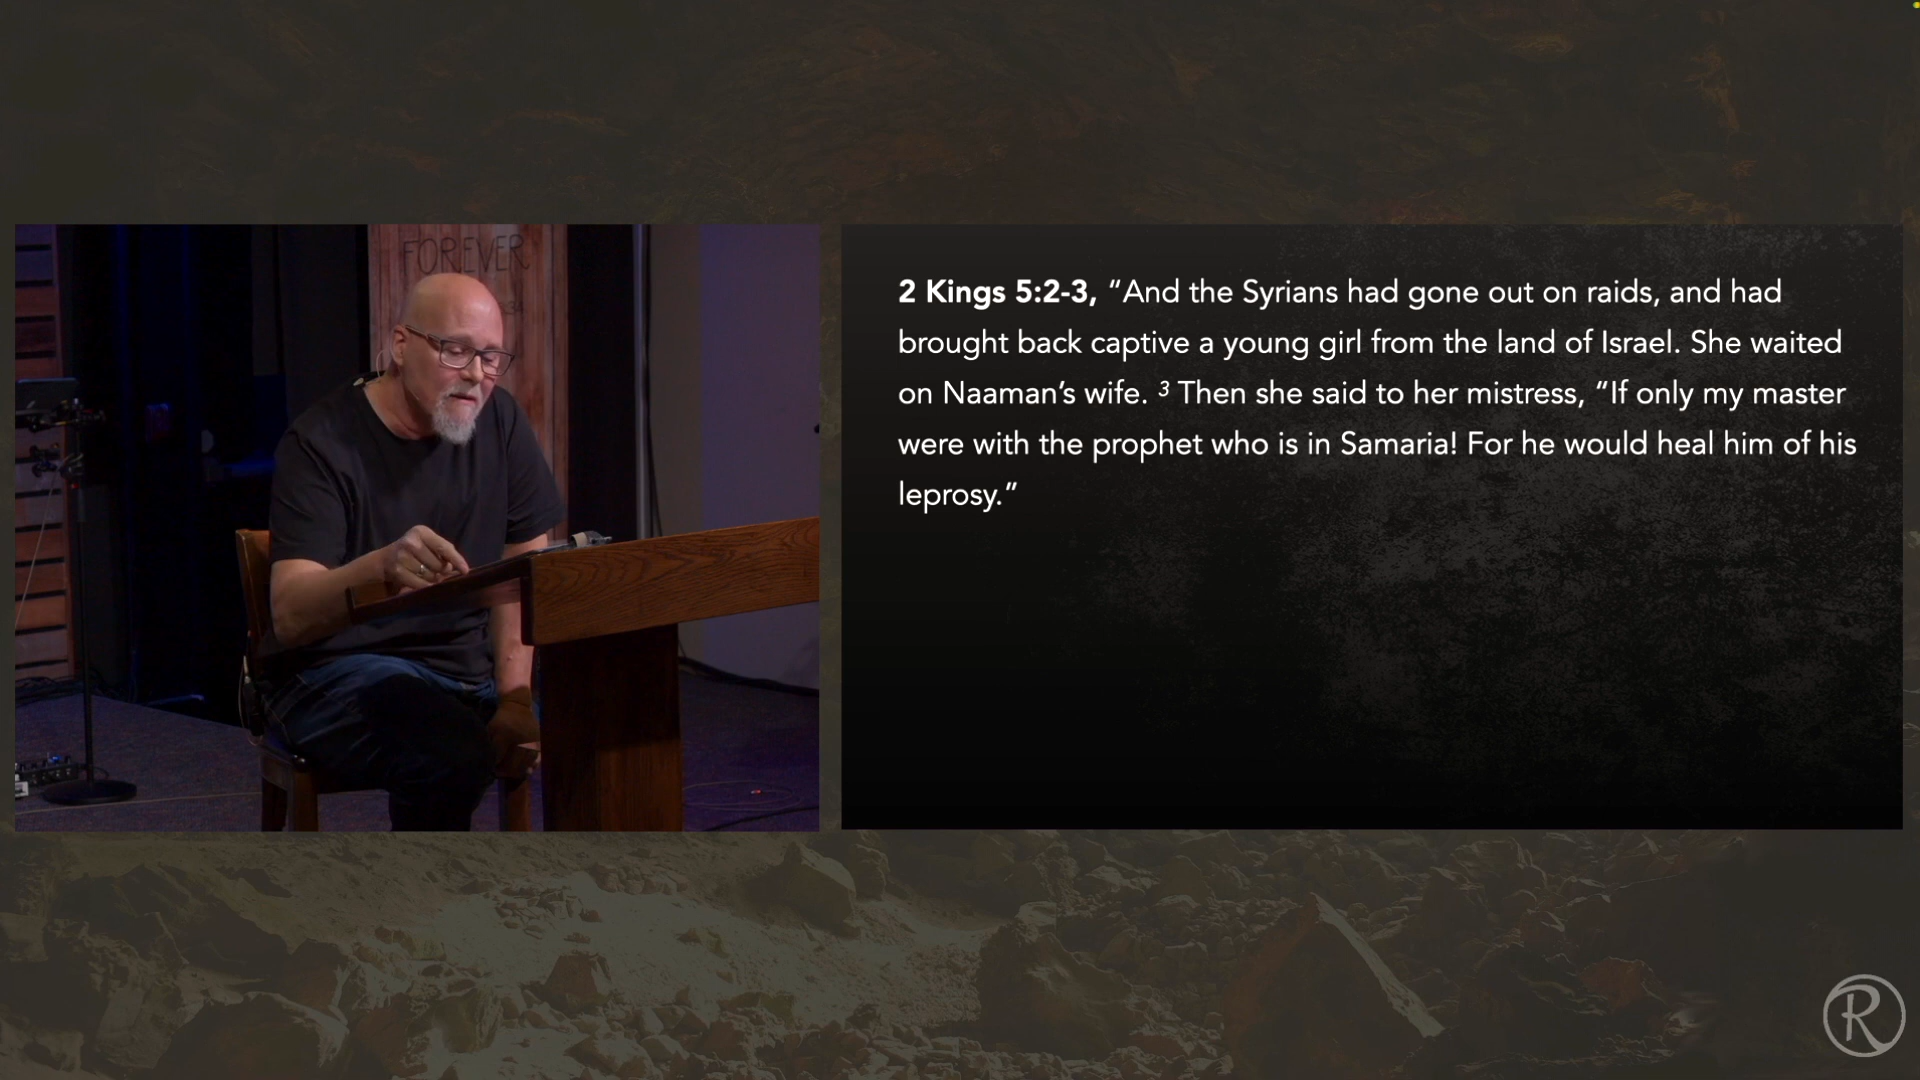 FOREVER
34
2 Kings 5:2-3, “And the Syrians had gone out on raids, and had
brought back captive a young girl from the land of Israel. She waited
on Naaman’s wife. ³ Then she said to her mistress, “If only my master
were with the prophet who is in Samaria! For he would heal him of his
leprosy.”
R